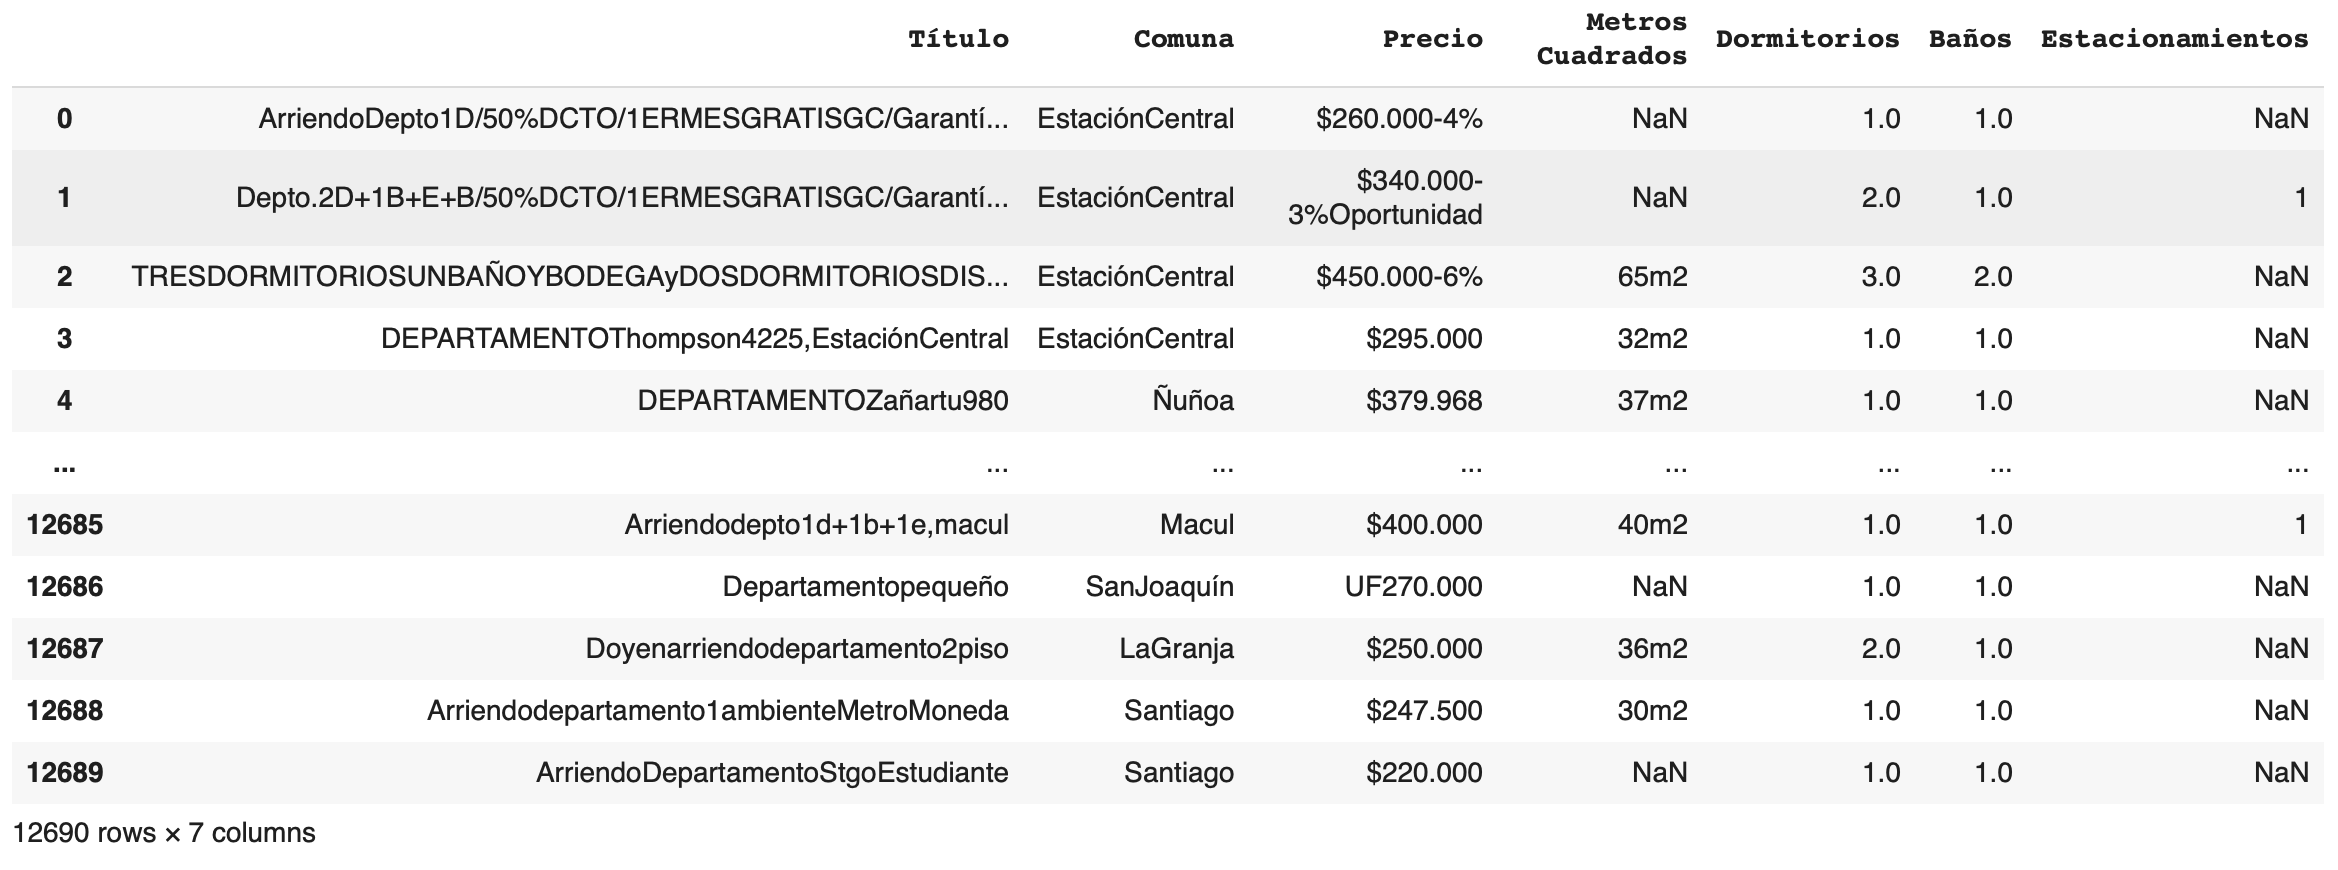 Título Comuna Precio Metros Cuadrados Dormitorios Baños Estacionamientos
0 ArriendoDepto1D/50%DCTO/1ERMESGRATISGC/Garantí... EstaciónCentral $260.000-4% NaN 1.0 1.0 NaN
1 Depto.2D+1B+E+B/50%DCTO/1ERMESGRATISGC/Garantí... EstaciónCentral $340.000-3%Oportunidad NaN 2.0 1.0 1
2 TRESDORMITORIOSUNBAÑOYBODEGAyDOSDORMITORIOSDIS... EstaciónCentral $450.000-6% 65m2 3.0 2.0 NaN
3 DEPARTAMENTOThompson4225,EstaciónCentral EstaciónCentral $295.000 32m2 1.0 1.0 NaN
4 DEPARTAMENTOZañartu980 Ñuñoa $379.968 37m2 1.0 1.0 NaN
... ... ... ... ... ... ... ...
12685 Arriendodepto1d+1b+1e,macul Macul $400.000 40m2 1.0 1.0 1
12686 Departamentopequeño SanJoaquín UF270.000 NaN 1.0 1.0 NaN
12687 Doyenarriendodepartamento2piso LaGranja $250.000 36m2 2.0 1.0 NaN
12688 Arriendodepartamento1ambienteMetroMoneda Santiago $247.500 30m2 1.0 1.0 NaN
12689 ArriendoDepartamentoStgoEstudiante Santiago $220.000 NaN 1.0 1.0 NaN
12690 rows × 7 columns